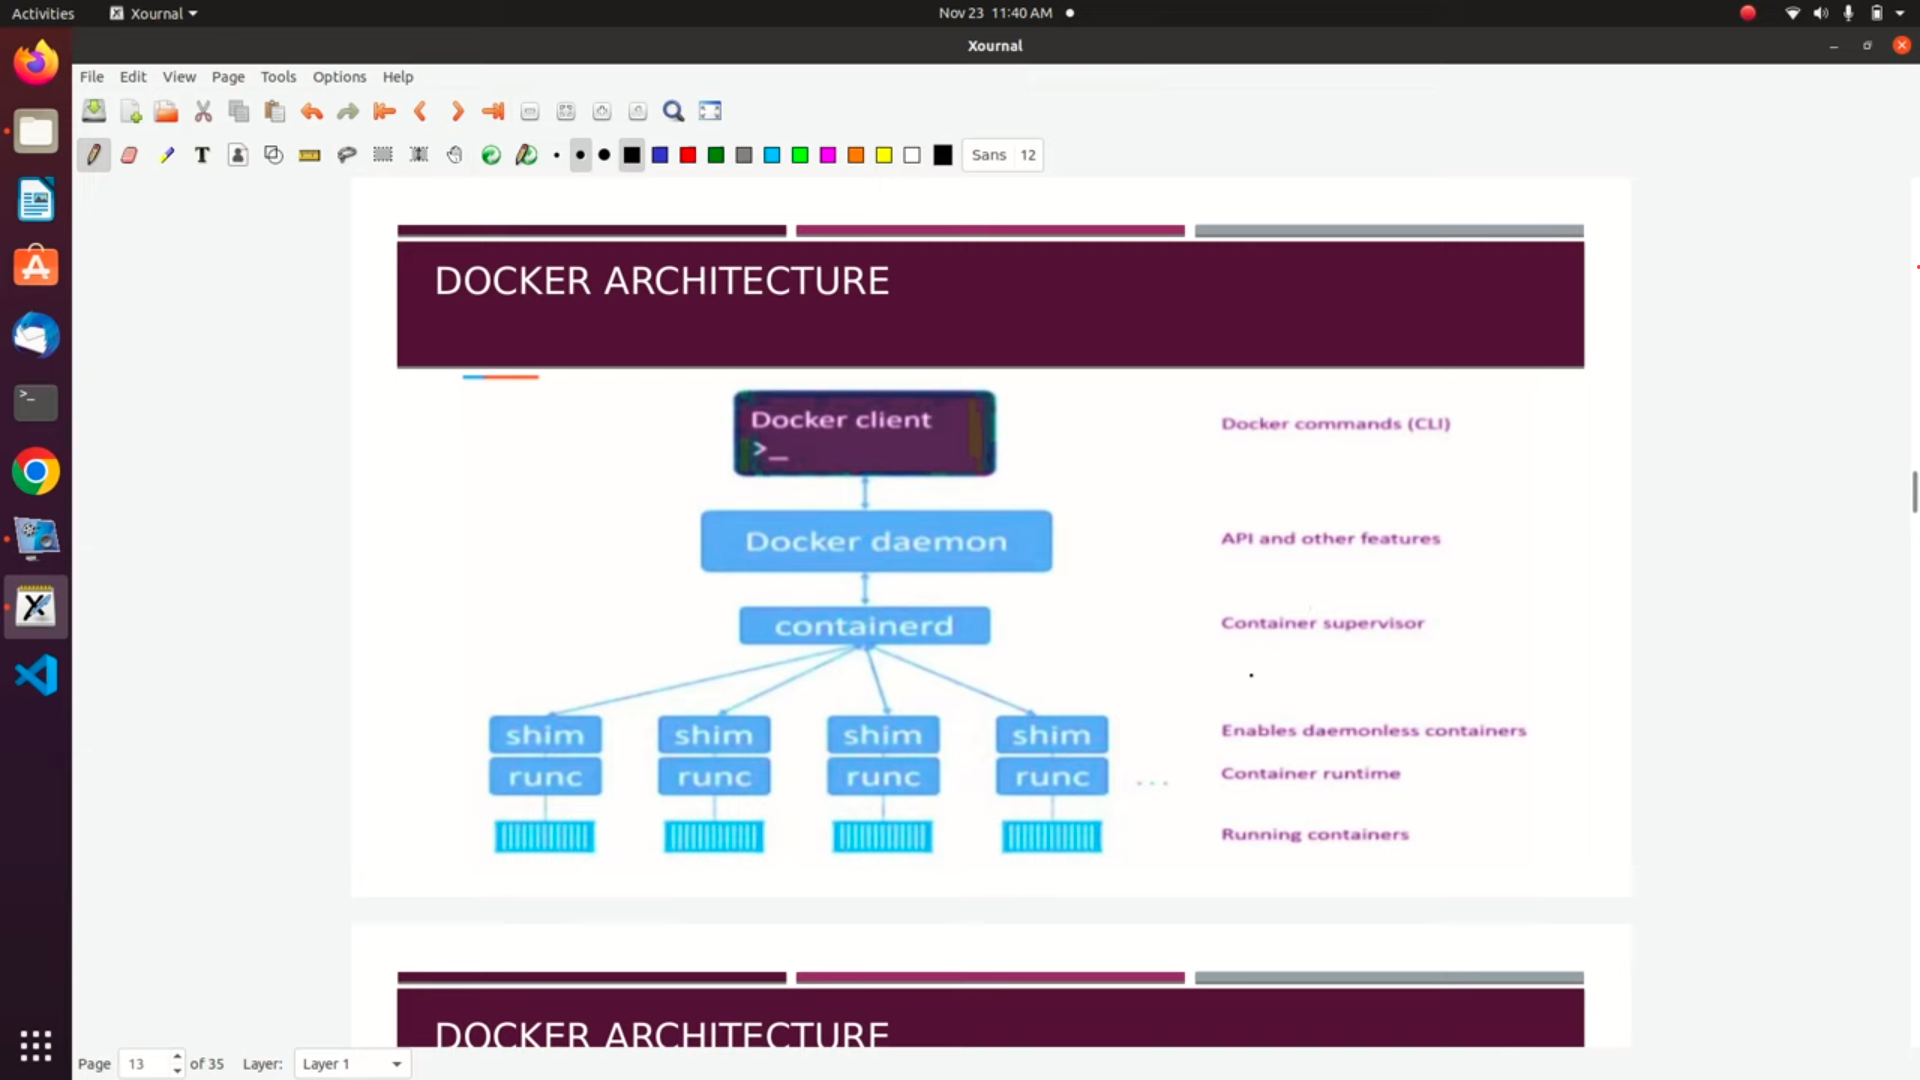 Activities
Xournal
Nov 23 11:40 AM
Xournal
File Edit View Page Tools Options Help
T
Sans 12
DOCKER ARCHITECTURE
Docker client
>_
Docker commands (CLI)
Docker daemon
API and other features
containerd
Container supervisor
shim shim shim shim
Enables daemonless containers
runc runc runc runc ...
Container runtime
Running containers
DOCKER ARCHITECTURE
Page 13 of 35 Layer: Layer 1